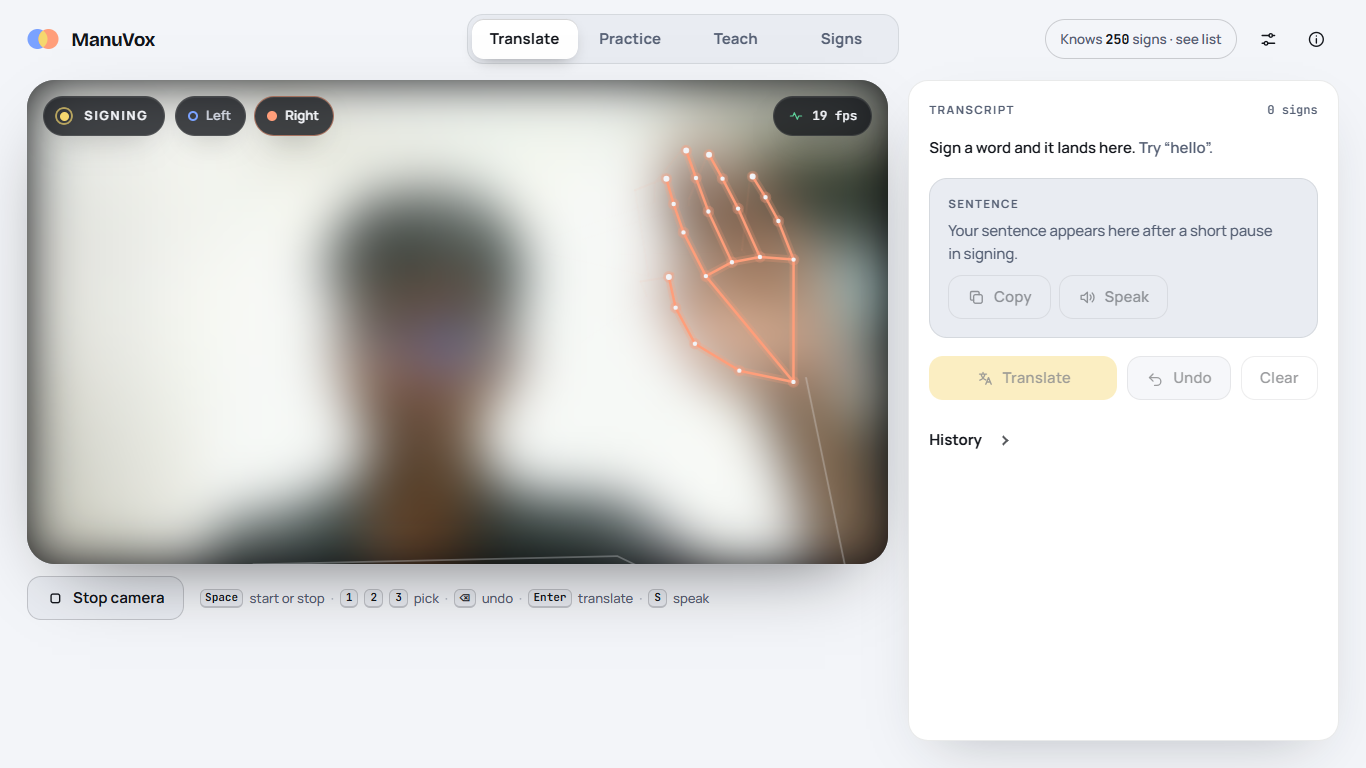 ManuVox
Translate
Practice
Teach
Signs
Knows 250 signs · see list
SIGNING
Left
Right
19 fps
TRANSCRIPT
0 signs
Sign a word and it lands here. Try “hello”.
SENTENCE
Your sentence appears here after a short pause
in signing.
Copy
Speak
Translate
Undo
Clear
History
Stop camera
Space start or stop · 1 2 3 pick · ⌫ undo · Enter translate · S speak